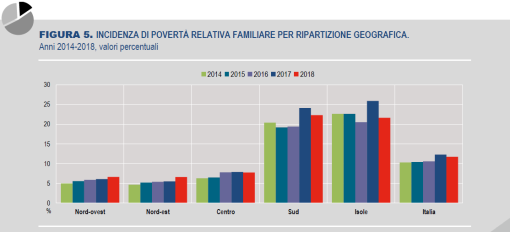 FIGURA 5. INCIDENZA DI POVERTÀ RELATIVA FAMILIARE PER RIPARTIZIONE GEOGRAFICA.
Anni 2014-2018, valori percentuali
2014 2015 2016 2017 2018
30
25
20
15
10
5
0
%
Nord-ovest Nord-est Centro Sud Isole Italia